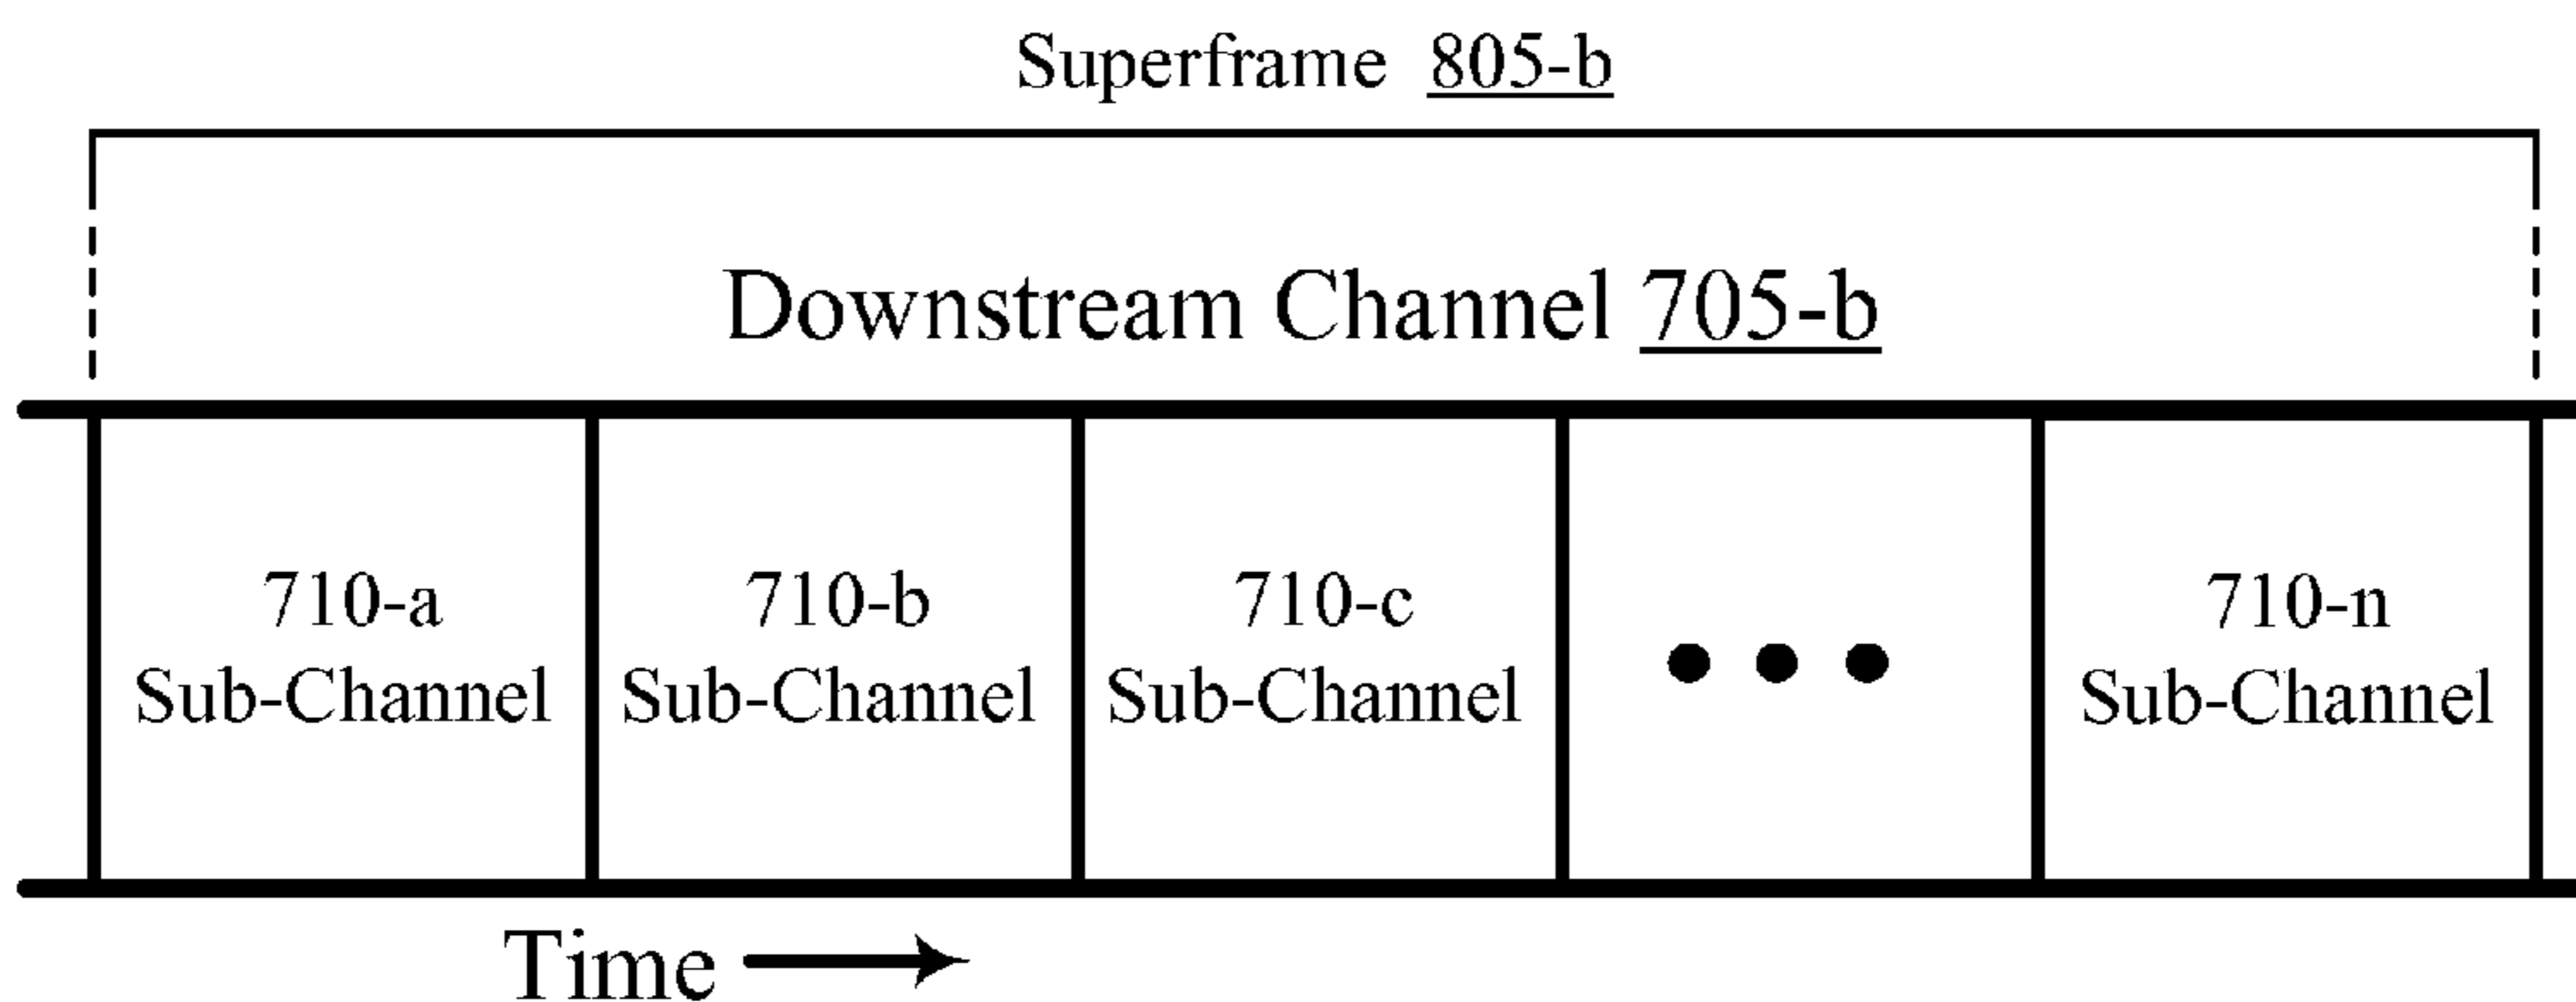 Superframe 805-b
Downstream Channel 705-b
710-a
Sub-Channel
710-b
Sub-Channel
710-c
Sub-Channel
710-n
Sub-Channel
Time